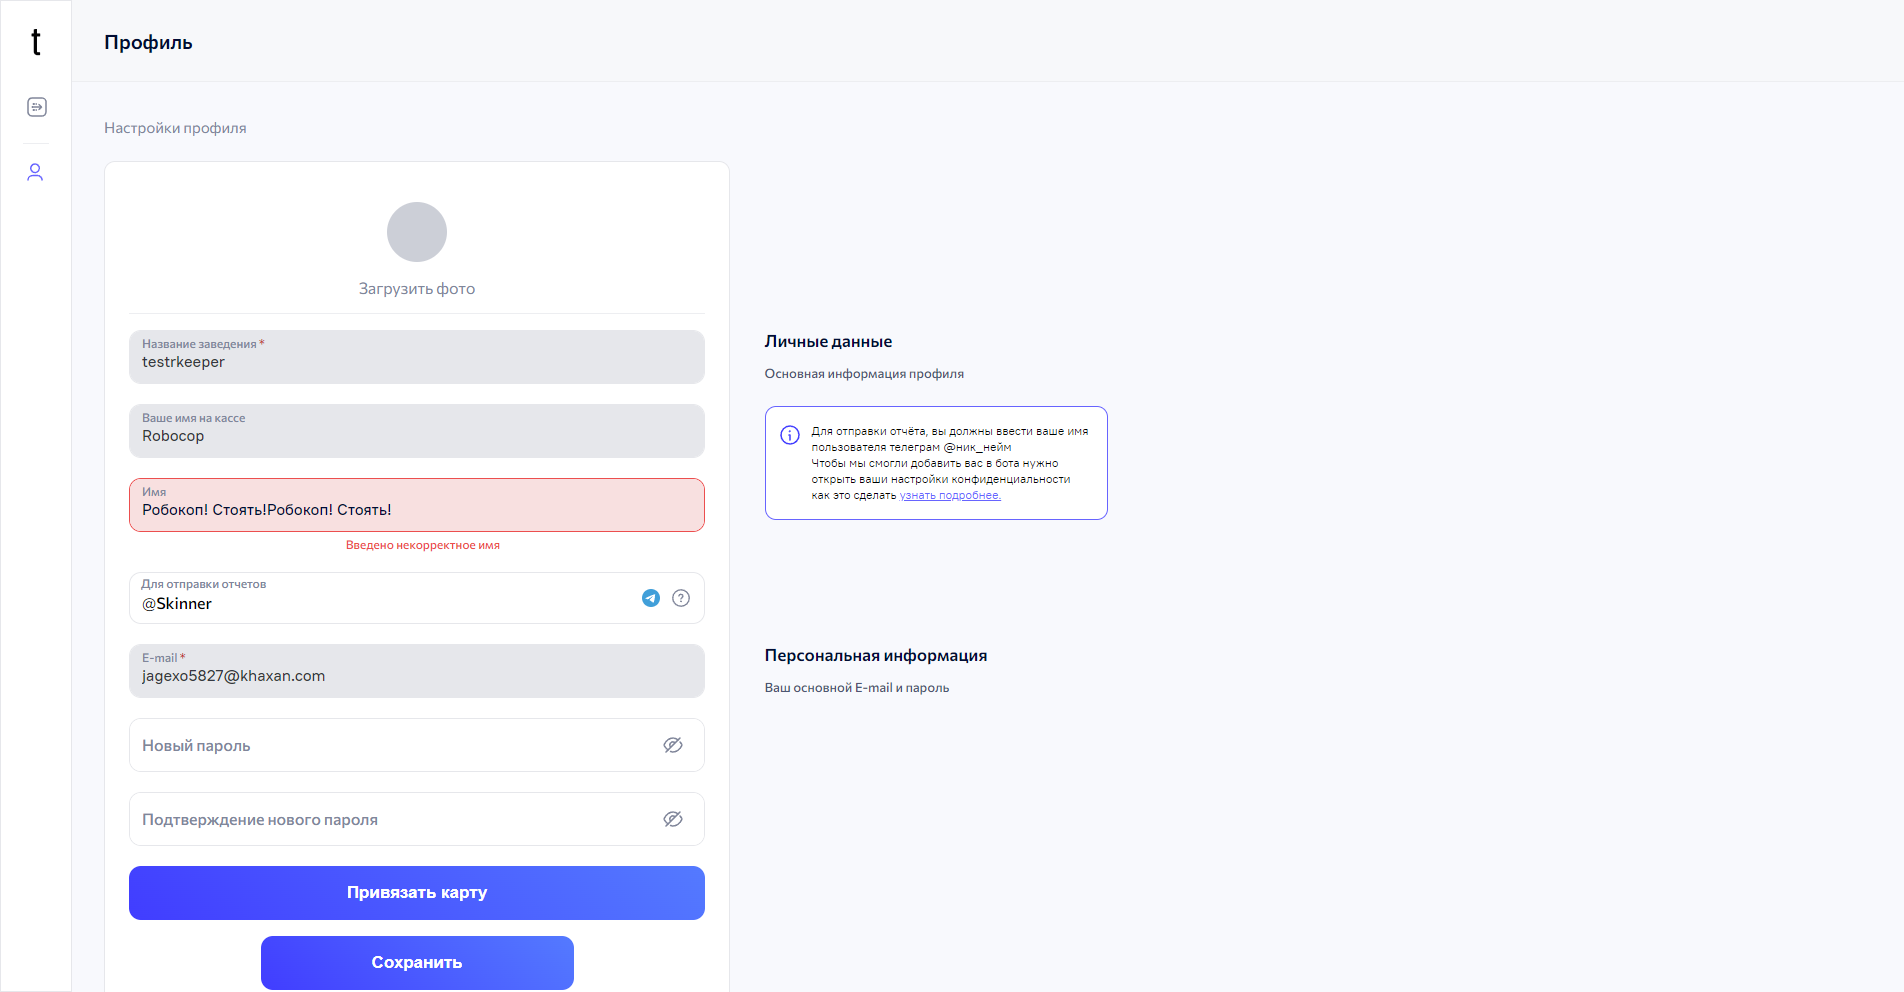 t
Профиль
Настройки профиля
Загрузить фото
Название заведения *
testrkeeper
Ваше имя на кассе
Robocop
Имя
Робокоп! Стоять!Робокоп! Стоять!
Введено некорректное имя
Для отправки отчетов
@Skinner
E-mail *
jagexo5827@khaxan.com
Новый пароль
Подтверждение нового пароля
Привязать карту
Сохранить
Личные данные
Основная информация профиля
Для отправки отчёта, вы должны ввести ваше имя
пользователя телеграм @ник_нейм
Чтобы мы смогли добавить вас в бота нужно
открыть ваши настройки конфиденциальности
как это сделать узнать подробнее.
Персональная информация
Ваш основной E-mail и пароль